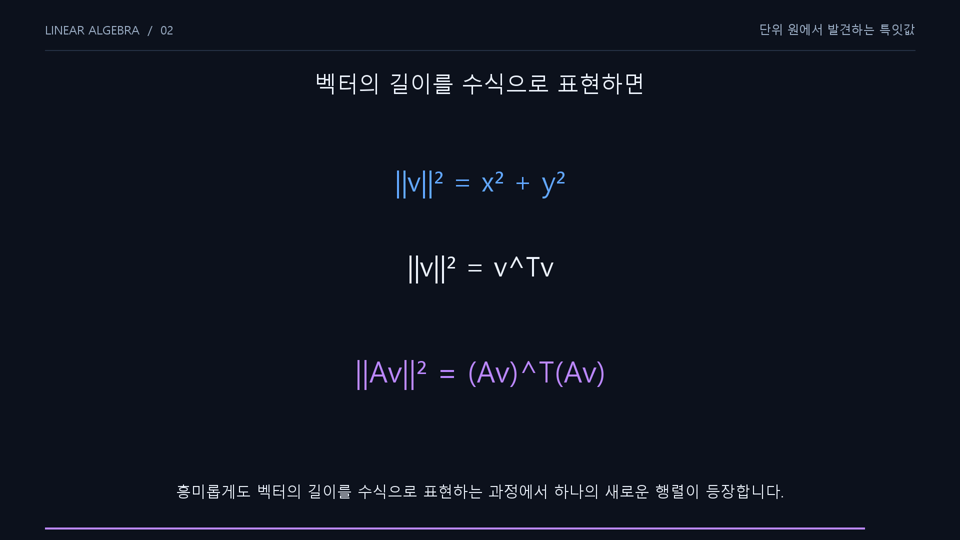 LINEAR ALGEBRA / 02
단위 원에서 발견하는 특잇값
벡터의 길이를 수식으로 표현하면
||v||² = x² + y²
||v||² = v^Tv
||Av||² = (Av)^T(Av)
흥미롭게도 벡터의 길이를 수식으로 표현하는 과정에서 하나의 새로운 행렬이 등장합니다.